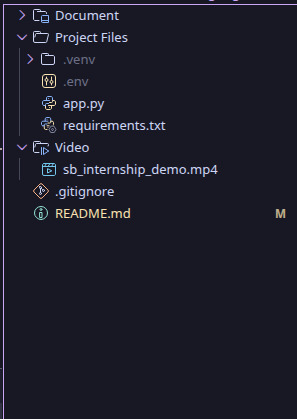 Document
Project Files
.venv
.env
app.py
requirements.txt
Video
sb_internship_demo.mp4
.gitignore
README.md M